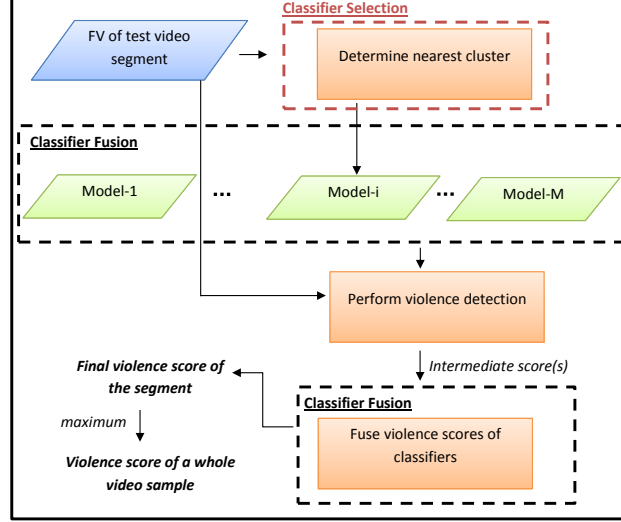 Classifier Selection
FV of test video
segment
Determine nearest cluster
Classifier Fusion
Model-1
...
Model-i
...
Model-M
Perform violence detection
Intermediate score(s)
Final violence score of
the segment
Classifier Fusion
maximum
Fuse violence scores of
classifiers
Violence score of a whole
video sample